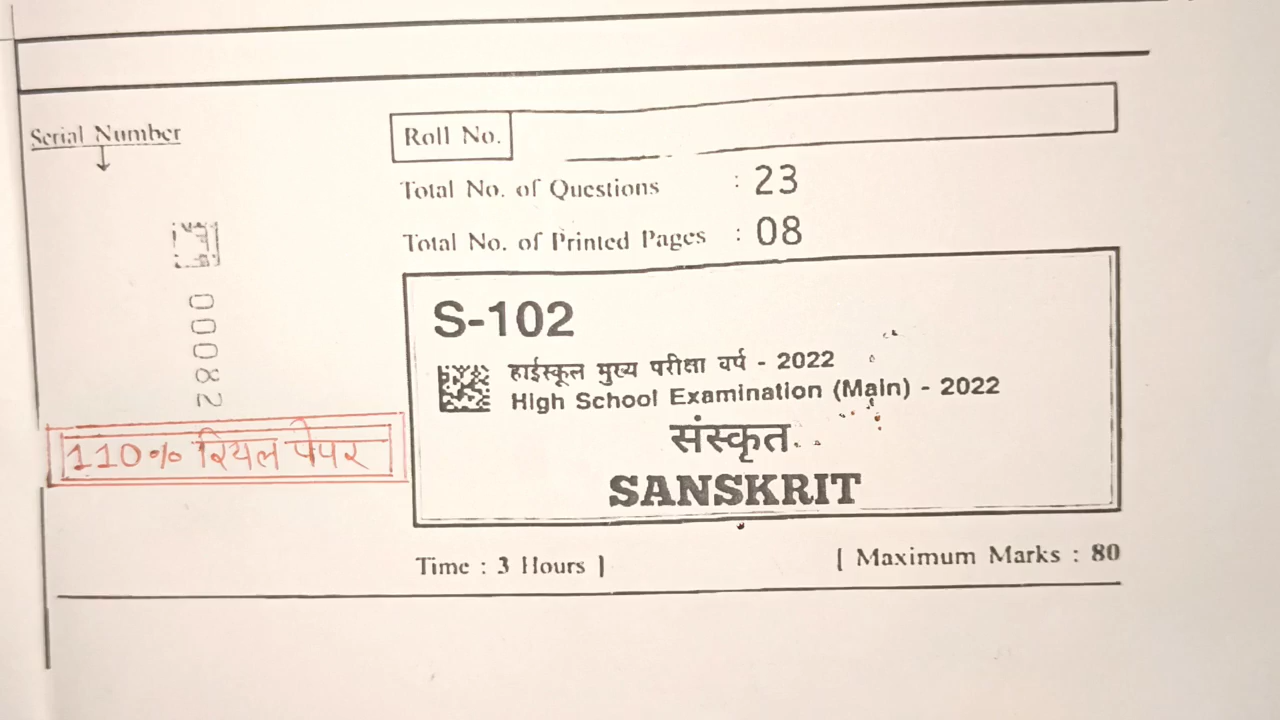 Serial Number
Roll No.
Total No. of Questions : 23
Total No. of Printed Pages : 08
00082
S-102
हाईस्कूल मुख्य परीक्षा वर्ष - 2022
High School Examination (Main) - 2022
110% रियल पेपर
संस्कृत
SANSKRIT
Time : 3 Hours ]
[ Maximum Marks : 80